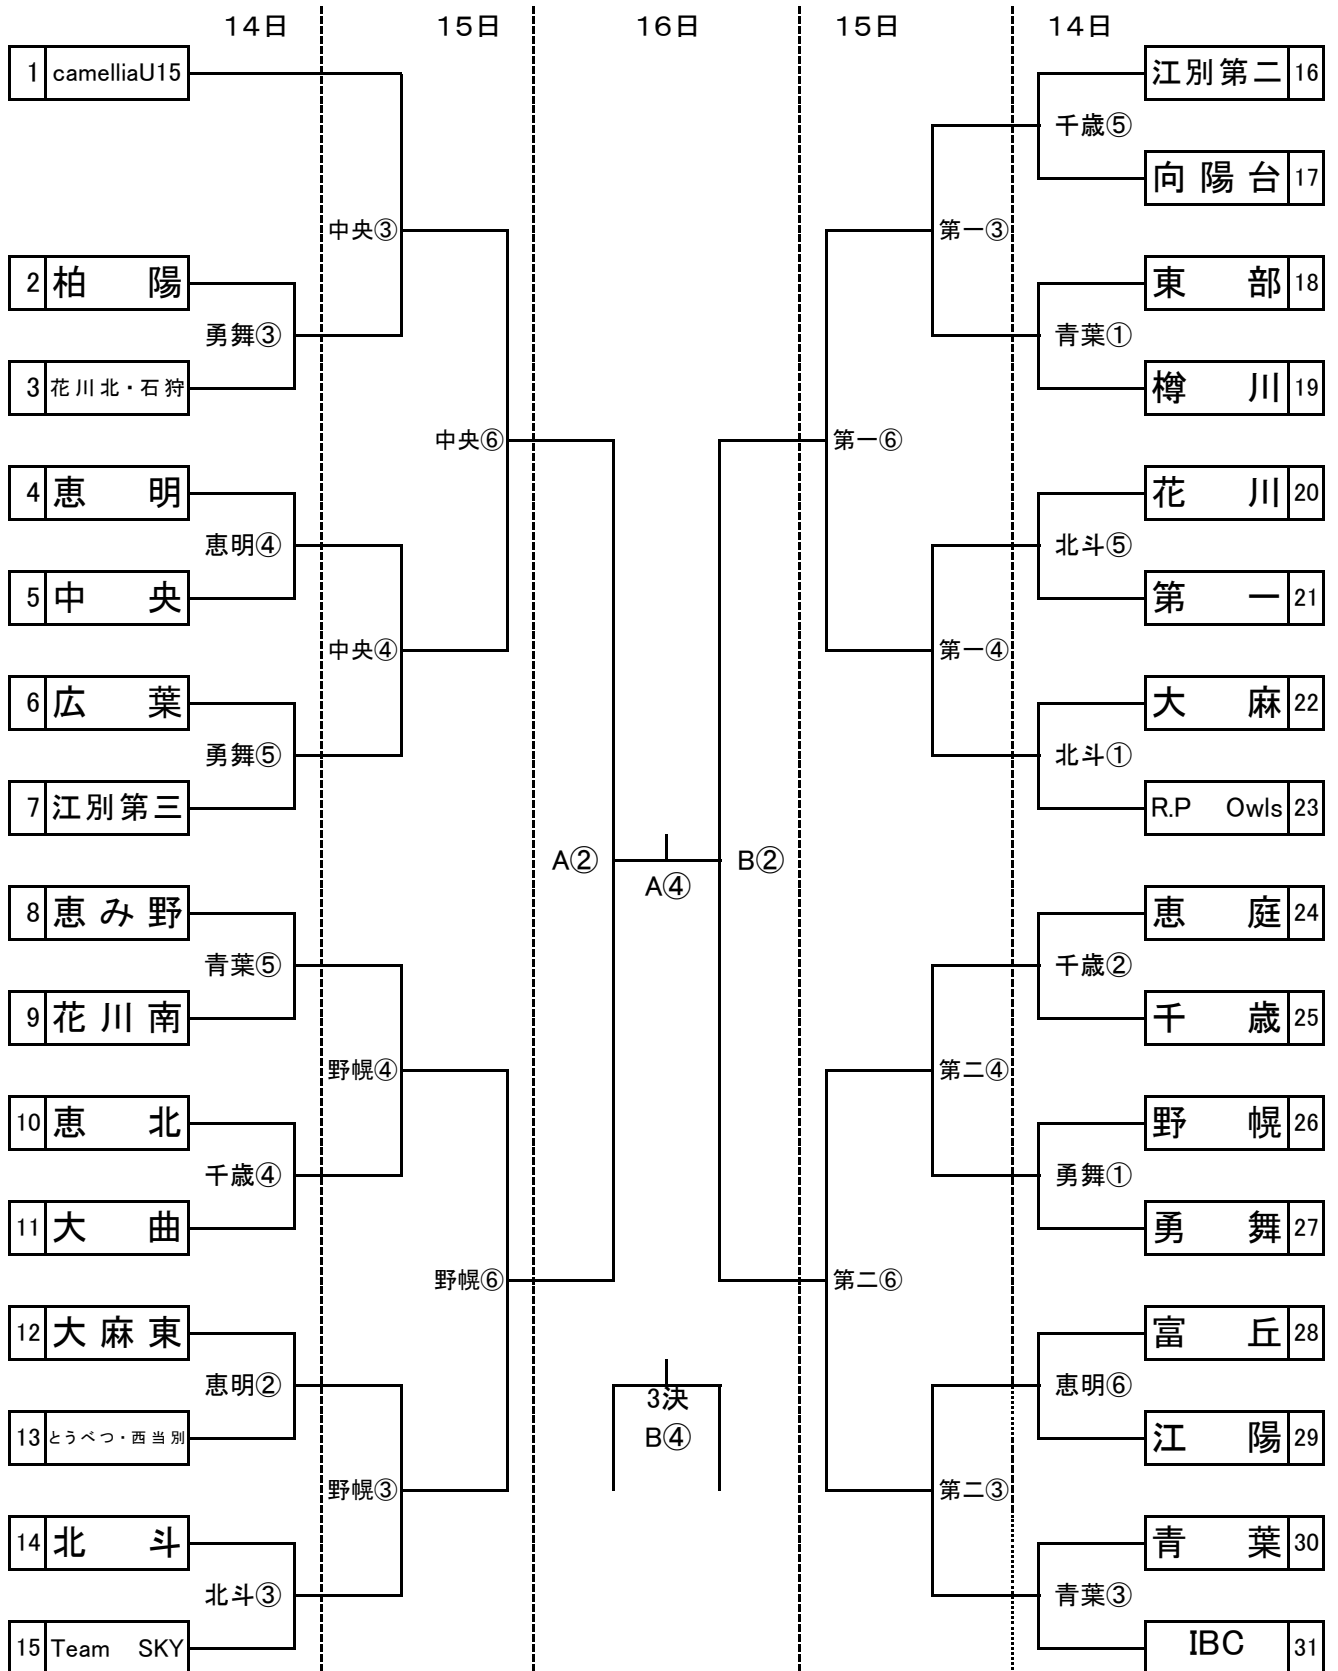 14日 15日 16日 15日 14日
1 camelliaU15 江別第二 16
千歳⑤
向陽台 17
中央③ 第一③
2 柏陽 東部 18
勇舞③ 青葉①
3 花川北・石狩 樽川 19
中央⑥ 第一⑥
4 恵明 花川 20
恵明④ 北斗⑤
5 中央 第一 21
中央④ 第一④
6 広葉 大麻 22
勇舞⑤ 北斗①
7 江別第三 R.P Owls 23
A② B②
A④
8 恵み野 恵庭 24
青葉⑤ 千歳②
9 花川南 千歳 25
野幌④ 第二④
10 恵北 野幌 26
千歳④ 勇舞①
11 大曲 勇舞 27
野幌⑥ 第二⑥
12 大麻東 富丘 28
恵明② 恵明⑥
3決
B④
13 とうべつ・西当別 江陽 29
野幌③ 第二③
14 北斗 青葉 30
北斗③ 青葉③
15 Team SKY IBC 31